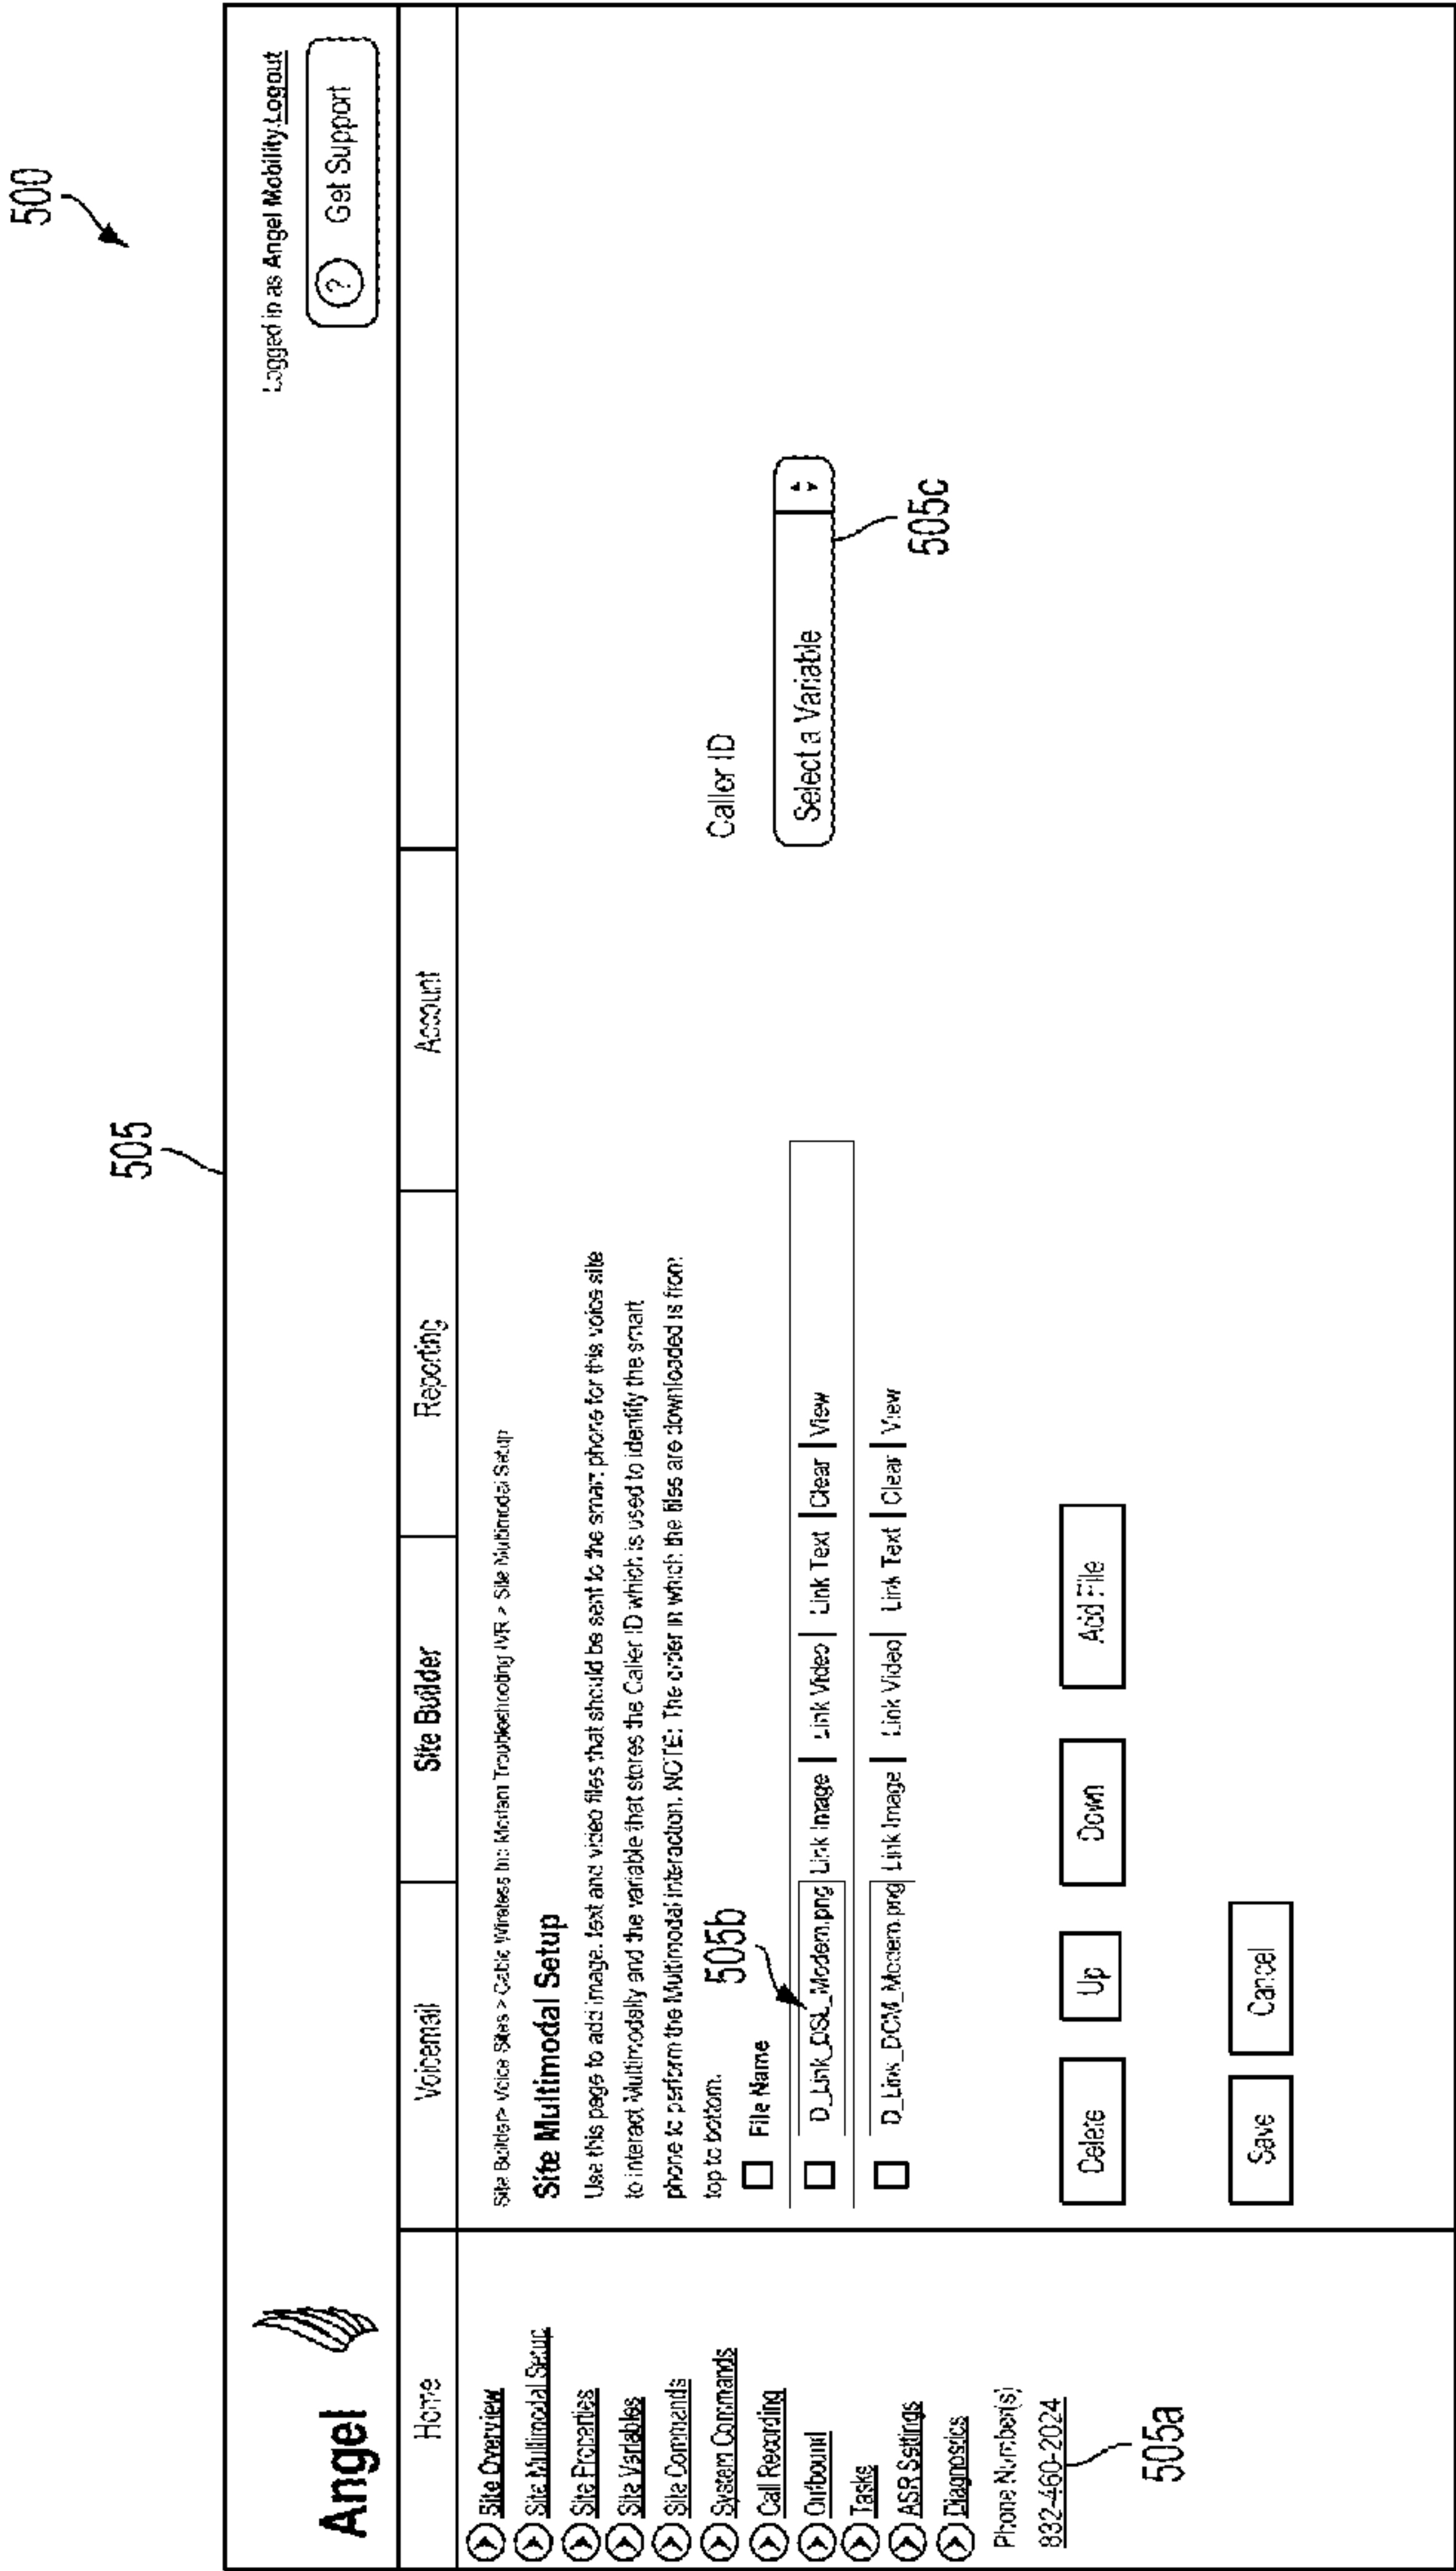 500
505
Angel
Logged in as Angel Mobility Logout
? Get Support
Home
Voicemail
Site Builder
Reporting
Account
Site Overview
Site Multimodal Setup
Site Properties
Site Variables
Site Commands
System Commands
Call Recording
Outbound
Tasks
ASR Settings
Diagnostics
Phone Number(s)
832-460-2024
505a
Site Builder> Voice Sites > Cable Wireless Inc Troubleshooting IVR > Site Multimodal Setup
Site Multimodal Setup
Use this page to add image, text and video files that should be sent to the smart phone for this voice site
to interact Multimodally and the variable that stores the Caller ID which is used to identify the smart
phone to perform the Multimodal interaction. NOTE: The order in which the files are downloaded is from
top to bottom.
505b
File Name
D_Link_DSL_Modem.png Link Image | Link Video | Link Text | Clear | View
D_Link_DCM_Modem.png Link Image | Link Video | Link Text | Clear | View
Caller ID
Select a Variable
505c
Delete
Up
Down
Add File
Save
Cancel